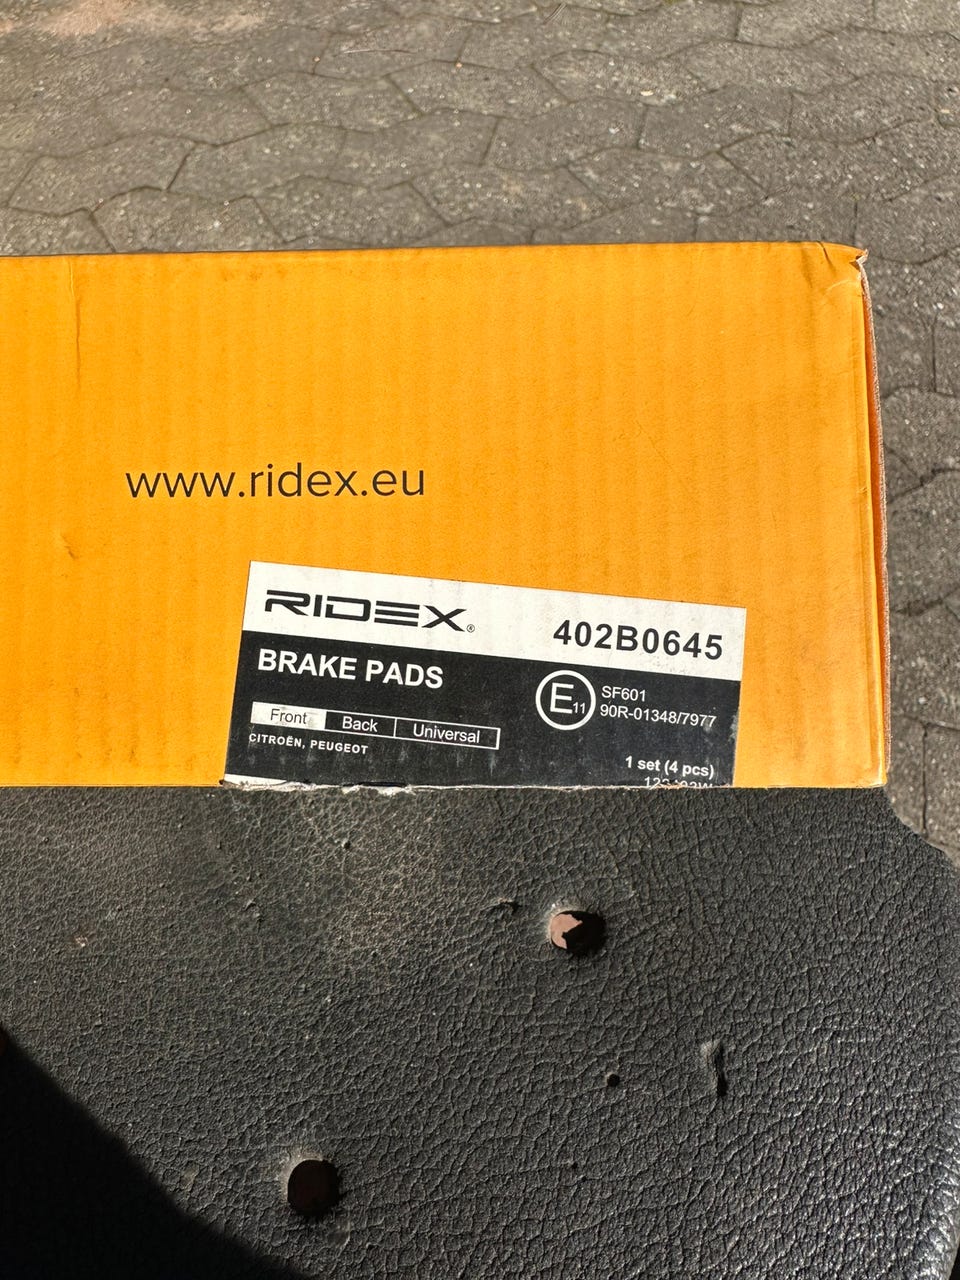 www.ridex.eu
RIDEX®
402B0645
BRAKE PADS
E11
SF601
90R-01348/7977
Front Back Universal
CITROËN, PEUGEOT
1 set (4 pcs)